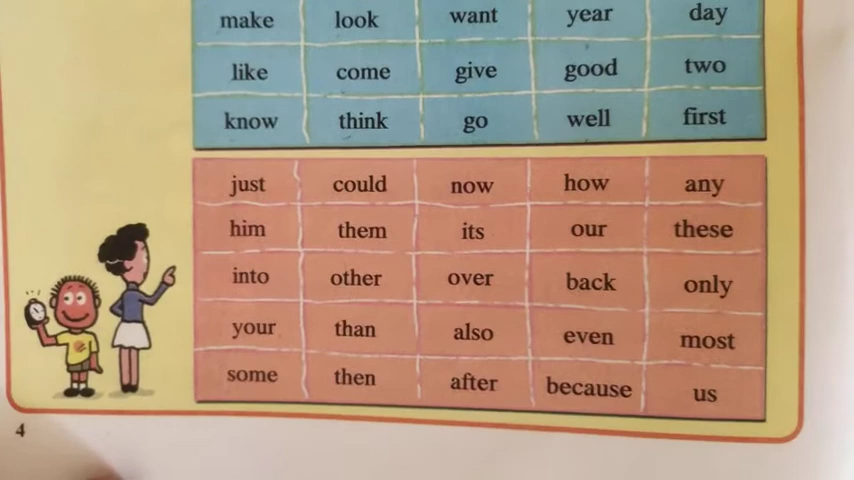 make look want year day
like come give good two
know think go well first
just could now how any
him them its our these
into other over back only
your than also even most
some then after because us
4